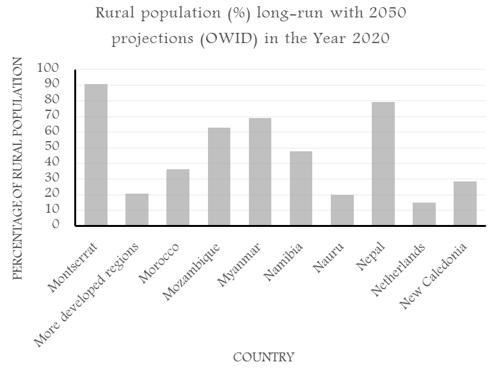 Rural population (%) long-run with 2050
projections (OWID) in the Year 2020
PERCENTAGE OF RURAL POPULATION
100
90
80
70
60
50
40
30
20
10
0
Montserrat
More developed regions
Morocco
Mozambique
Myanmar
Namibia
Nauru
Nepal
Netherlands
New Caledonia
COUNTRY